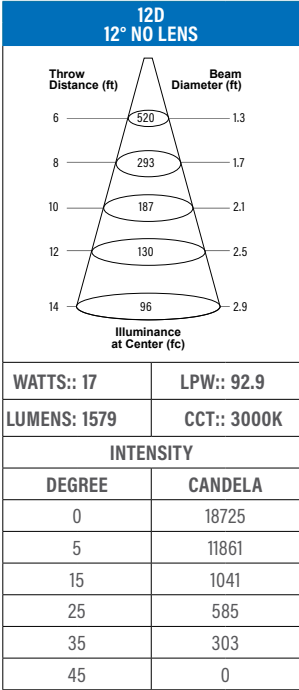 12D
12° NO LENS
Throw Beam
Distance (ft) Diameter (ft)
6 520 1.3
8 293 1.7
10 187 2.1
12 130 2.5
14 96 2.9
Illuminance
at Center (fc)
WATTS:: 17 LPW:: 92.9
LUMENS: 1579 CCT:: 3000K
INTENSITY
DEGREE CANDELA
0 18725
5 11861
15 1041
25 585
35 303
45 0